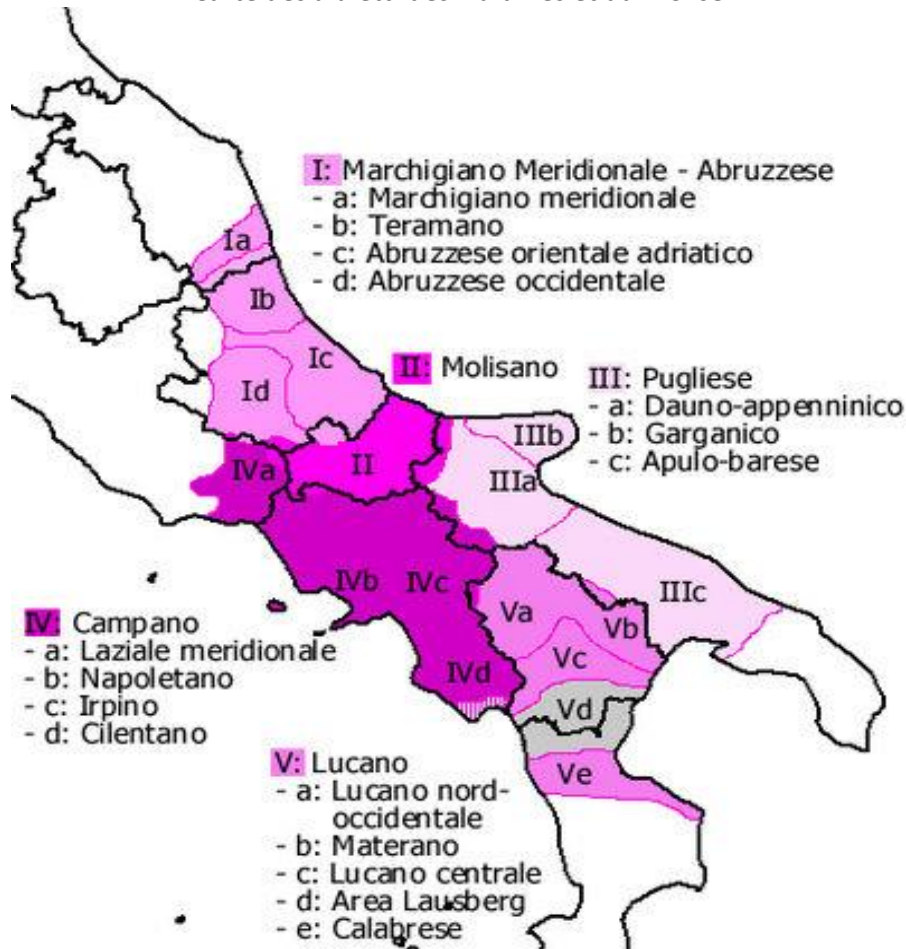 I: Marchigiano Meridionale - Abruzzese
- a: Marchigiano meridionale
- b: Teramano
- c: Abruzzese orientale adriatico
- d: Abruzzese occidentale
Ia
Ib
Ic
Id
II: Molisano
III: Pugliese
- a: Dauno-appenninico
- b: Garganico
- c: Apulo-barese
IIIb
IVa
II
IIIa
IVb
IVc
Va
Vb
IIIc
Vc
IVd
Vd
Ve
IV: Campano
- a: Laziale meridionale
- b: Napoletano
- c: Irpino
- d: Cilentano
V: Lucano
- a: Lucano nord-
occidentale
- b: Materano
- c: Lucano centrale
- d: Area Lausberg
- e: Calabrese